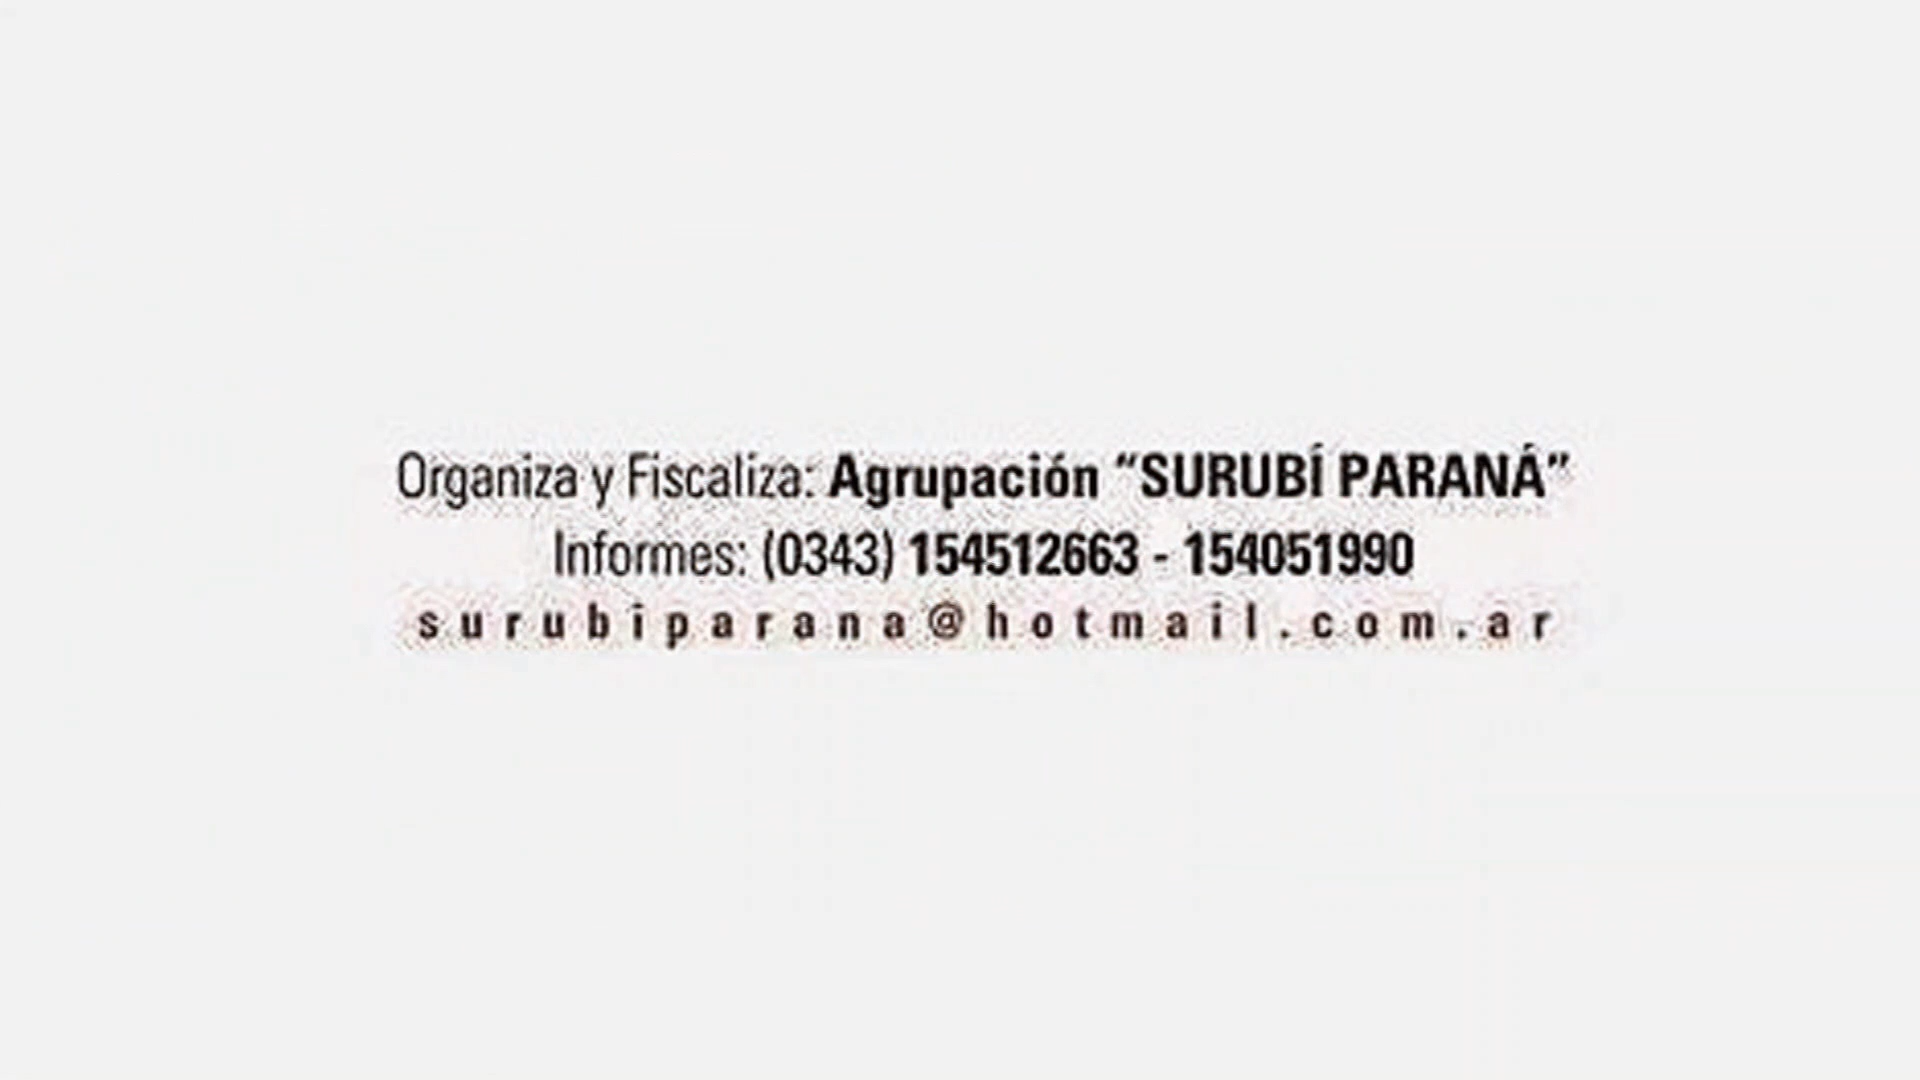 Organiza y Fiscaliza: Agrupación “SURUBÍ PARANÁ”
Informes: (0343) 154512663 - 154051990
surubiparana@hotmail.com.ar